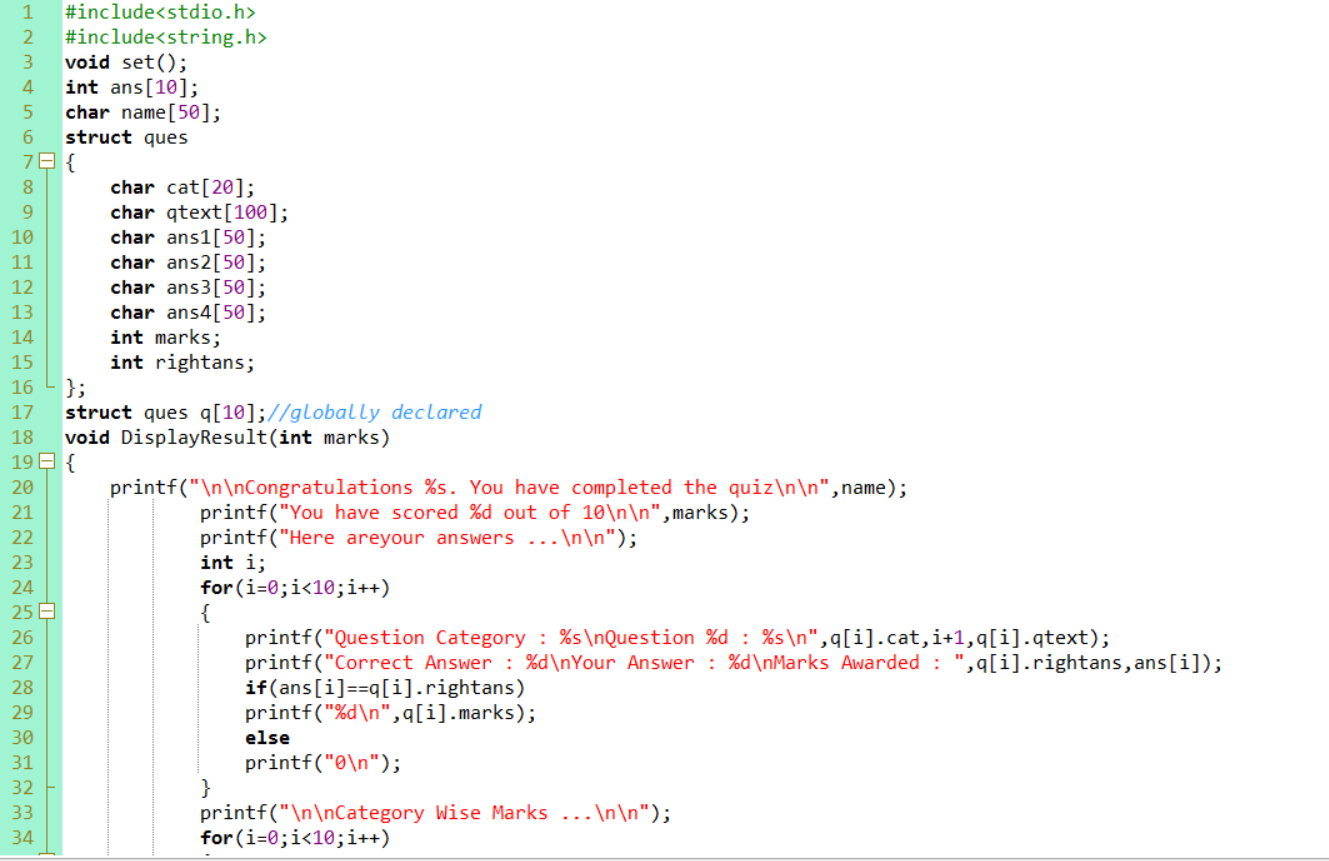 1 #include<stdio.h>
2 #include<string.h>
3 void set();
4 int ans[10];
5 char name[50];
6 struct ques
7 {
8 char cat[20];
9 char qtext[100];
10 char ans1[50];
11 char ans2[50];
12 char ans3[50];
13 char ans4[50];
14 int marks;
15 int rightans;
16 };
17 struct ques q[10];//globally declared
18 void DisplayResult(int marks)
19 {
20 printf("\n\nCongratulations %s. You have completed the quiz\n\n",name);
21 printf("You have scored %d out of 10\n\n",marks);
22 printf("Here areyour answers ...\n\n");
23 int i;
24 for(i=0;i<10;i++)
25 {
26 printf("Question Category : %s\nQuestion %d : %s\n",q[i].cat,i+1,q[i].qtext);
27 printf("Correct Answer : %d\nYour Answer : %d\nMarks Awarded : ",q[i].rightans,ans[i]);
28 if(ans[i]==q[i].rightans)
29 printf("%d\n",q[i].marks);
30 else
31 printf("0\n");
32 }
33 printf("\n\nCategory Wise Marks ...\n\n");
34 for(i=0;i<10;i++)